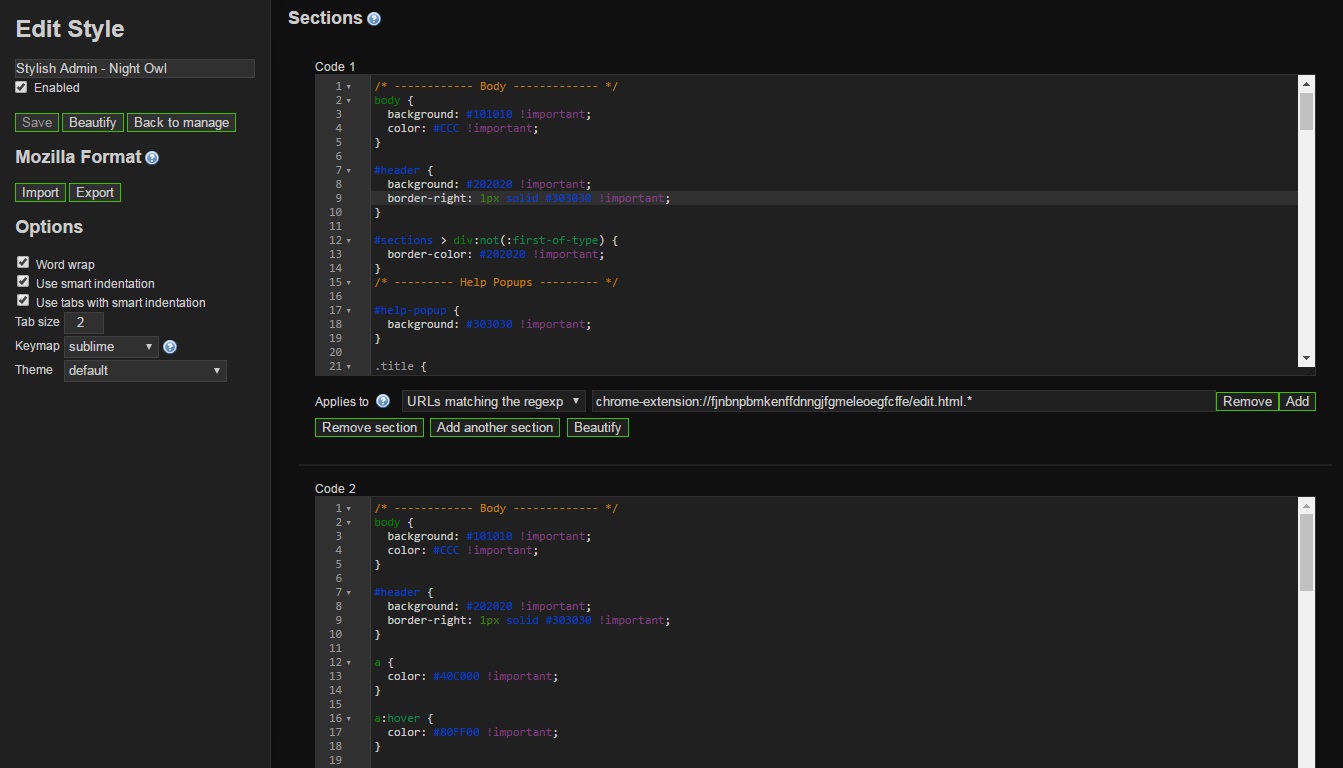 Edit Style
Stylish Admin - Night Owl
Enabled
Save Beautify Back to manage
Mozilla Format
Import Export
Options
Word wrap
Use smart indentation
Use tabs with smart indentation
Tab size 2
Keymap sublime
Theme default
Sections
Code 1
1 /* ------------ Body ------------- */
2 body {
3 background: #101010 !important;
4 color: #CCC !important;
5 }
6
7 #header {
8 background: #202020 !important;
9 border-right: 1px solid #303030 !important;
10 }
11
12 #sections > div:not(:first-of-type) {
13 border-color: #202020 !important;
14 }
15 /* --------- Help Popups --------- */
16
17 #help-popup {
18 background: #303030 !important;
19 }
20
21 .title {
Applies to URLs matching the regexp chrome-extension://fjnbnpbmkenffdnngjfgmeleoegfcffe/edit.html.* Remove Add
Remove section Add another section Beautify
Code 2
1 /* ------------ Body ------------- */
2 body {
3 background: #101010 !important;
4 color: #CCC !important;
5 }
6
7 #header {
8 background: #202020 !important;
9 border-right: 1px solid #303030 !important;
10 }
11
12 a {
13 color: #40C000 !important;
14 }
15
16 a:hover {
17 color: #80FF00 !important;
18 }
19